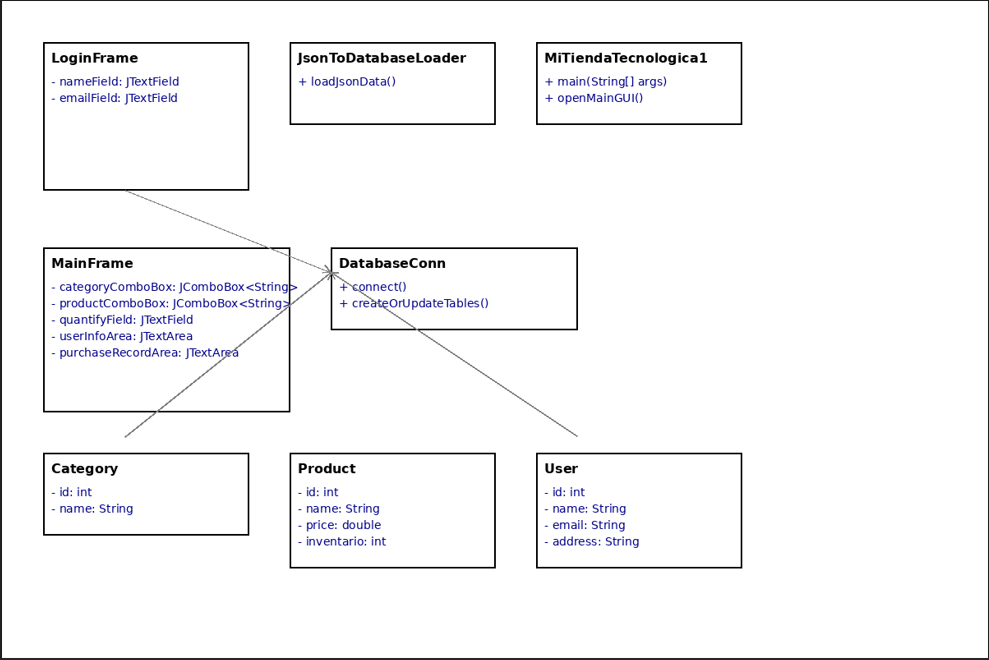 LoginFrame
- nameField: JTextField
- emailField: JTextField
JsonToDatabaseLoader
+ loadJsonData()
MiTiendaTecnologica1
+ main(String[] args)
+ openMainGUI()
MainFrame
- categoryComboBox: JComboBox<String>
- productComboBox: JComboBox<String>
- quantifyField: JTextField
- userInfoArea: JTextArea
- purchaseRecordArea: JTextArea
DatabaseConn
+ connect()
+ createOrUpdateTables()
Category
- id: int
- name: String
Product
- id: int
- name: String
- price: double
- inventario: int
User
- id: int
- name: String
- email: String
- address: String